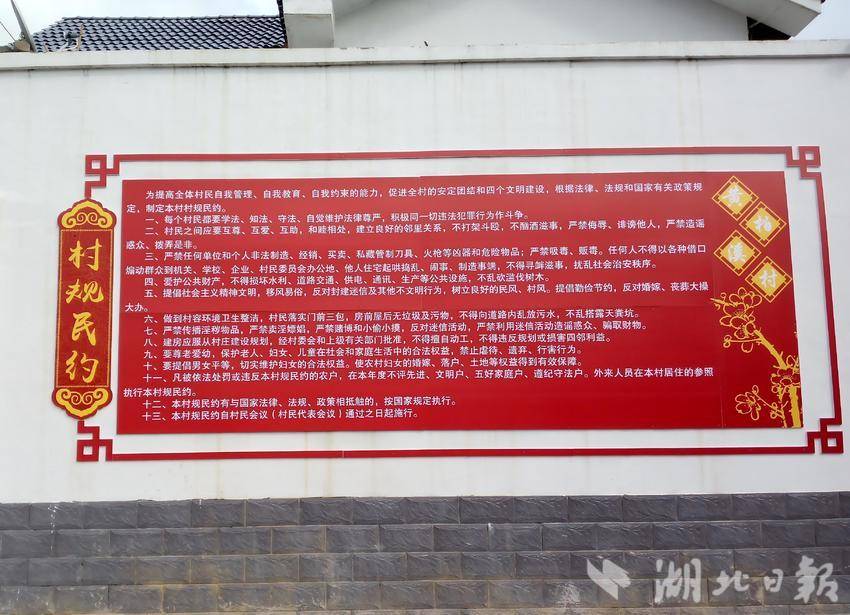 村规民约
黄柏溪村
为提高全体村民自我管理、自我教育、自我约束的能力，促进全村的安定团结和四个文明建设，根据法律、法规和国家有关政策规
定，制定本村村规民约。
一、每个村民都要学法、知法、守法、自觉维护法律尊严，积极同一切违法犯罪行为作斗争。
二、村民之间应要互尊、互爱、互助，和睦相处，建立良好的邻里关系，不打架斗殴，不酗酒滋事，严禁侮辱、诽谤他人，严禁造谣
惑众、拨弄是非。
三、严禁任何单位和个人非法制造、经销、买卖、私藏管制刀具、火枪等凶器和危险物品；严禁吸毒、贩毒。任何人不得以各种借口
煽动群众到机关、学校、企业、村民委员会办公地、他人住宅起哄捣乱、闹事、制造事端，不得寻衅滋事，扰乱社会治安秩序。
四、爱护公共财产，不得损坏水利、道路交通、供电、通讯、生产等公共设施，不乱砍滥伐树木。
五、提倡社会主义精神文明，移风易俗，反对封建迷信及其他不文明行为，树立良好的民风、村风。提倡勤俭节约，反对婚嫁、丧葬大操
大办。
六、做到村容环境卫生整洁，村民落实门前三包，房前屋后无垃圾及污物，不得向道路内乱放污水，不乱搭露天粪坑。
七、严禁传播淫秽物品，严禁卖淫嫖娼，严禁赌博和小偷小摸，反对迷信活动，严禁利用迷信活动造谣惑众、骗取财物。
八、建房应服从村庄建设规划，经村委会和上级有关部门批准，不得擅自动工，不得违反规划或损害四邻利益。
九、要尊老爱幼，保护老人、妇女、儿童在社会和家庭生活中的合法权益，禁止虐待、遗弃、行害行为。
十、要提倡男女平等，切实维护妇女的合法权益。使农村妇女的婚嫁、落户、土地等权益得到有效保障。
十一、凡被依法处罚或违反本村规民约的农户，在本年度不评先进、文明户、五好家庭户、遵纪守法户。外来人员在本村居住的参照
执行本村规民约。
十二、本村规民约有与国家法律、法规、政策相抵触的，按国家规定执行。
十三、本村规民约自村民会议（村民代表会议）通过之日起施行。
湖北日报